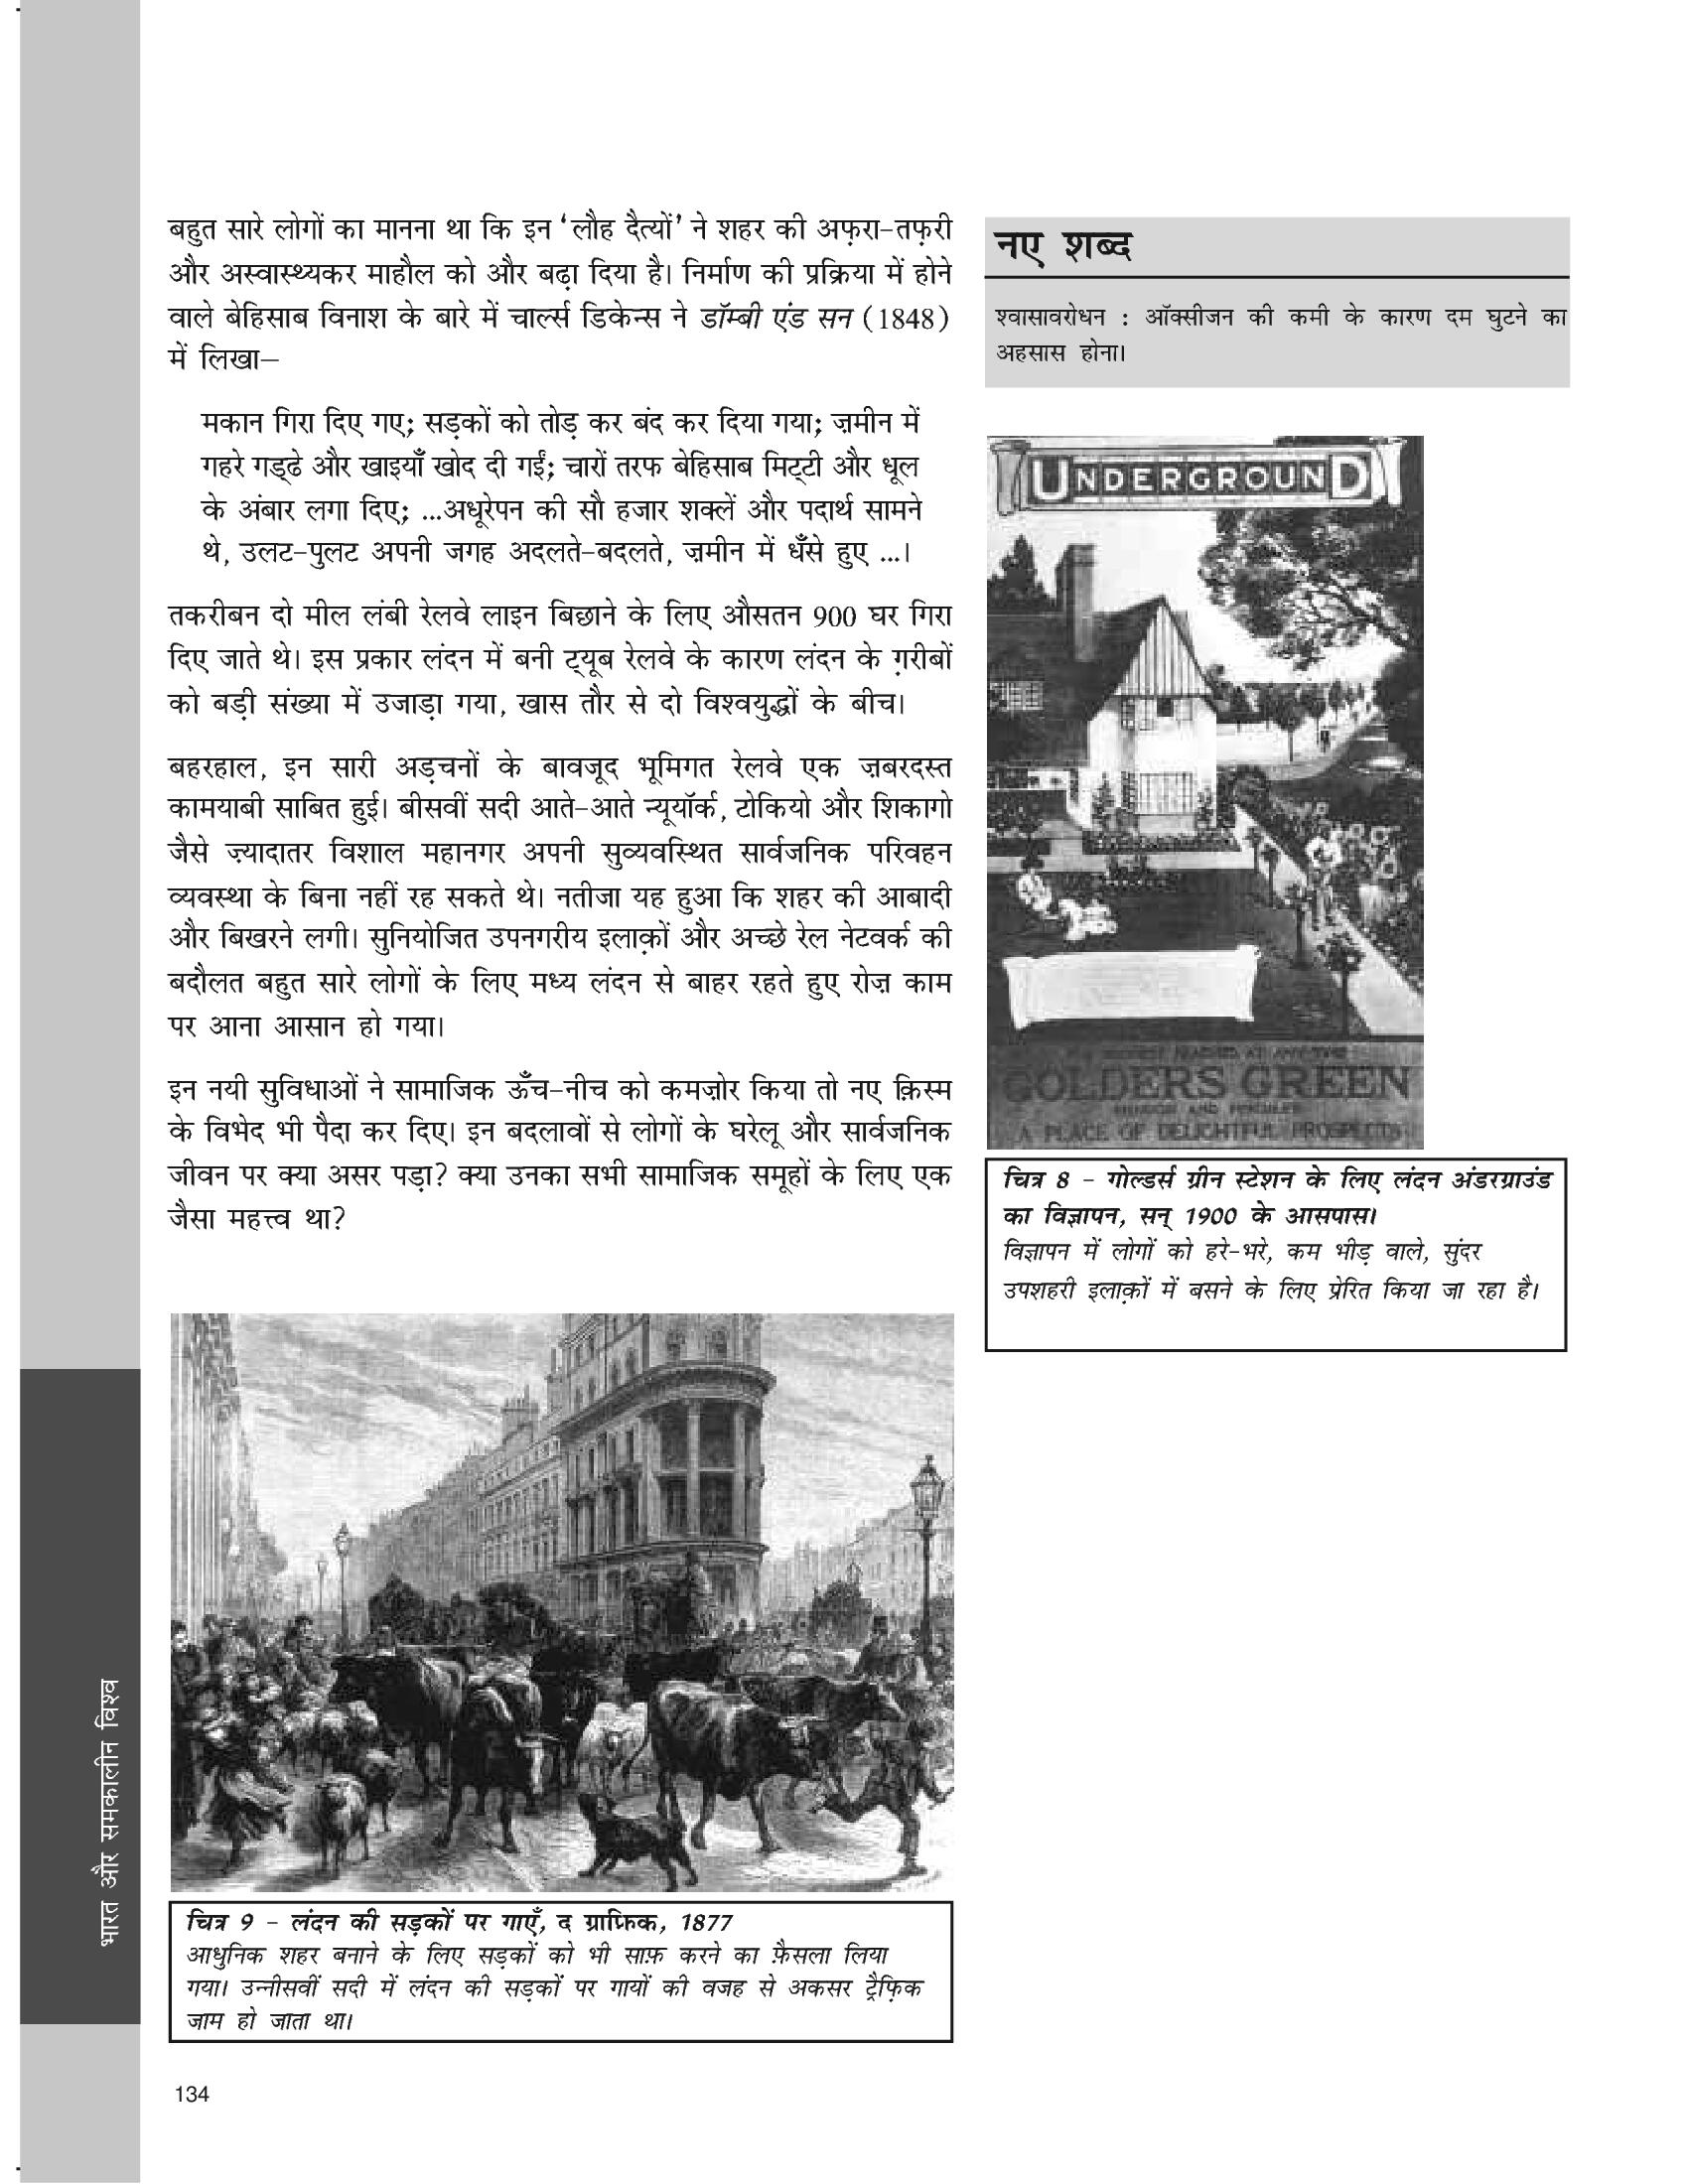 बहुत सारे लोगों का मानना था कि इन ‘लौह दैत्यों’ ने शहर की अफ़रा-तफ़री
और अस्वास्थ्यकर माहौल को और बढ़ा दिया है। निर्माण की प्रक्रिया में होने
वाले बेहिसाब विनाश के बारे में चार्ल्स डिकेन्स ने डॉम्बी एंड सन (1848)
में लिखा—
मकान गिरा दिए गए; सड़कों को तोड़ कर बंद कर दिया गया; ज़मीन में
गहरे गड्ढे और खाइयाँ खोद दी गईं; चारों तरफ बेहिसाब मिट्टी और धूल
के अंबार लगा दिए; ...अधूरेपन की सौ हजार शक्लें और पदार्थ सामने
थे, उलट-पुलट अपनी जगह अदलते-बदलते, ज़मीन में धँसे हुए ...।
तकरीबन दो मील लंबी रेलवे लाइन बिछाने के लिए औसतन 900 घर गिरा
दिए जाते थे। इस प्रकार लंदन में बनी ट्यूब रेलवे के कारण लंदन के ग़रीबों
को बड़ी संख्या में उजाड़ा गया, खास तौर से दो विश्वयुद्धों के बीच।
बहरहाल, इन सारी अड़चनों के बावजूद भूमिगत रेलवे एक ज़बरदस्त
कामयाबी साबित हुई। बीसवीं सदी आते-आते न्यूयॉर्क, टोकियो और शिकागो
जैसे ज्यादातर विशाल महानगर अपनी सुव्यवस्थित सार्वजनिक परिवहन
व्यवस्था के बिना नहीं रह सकते थे। नतीजा यह हुआ कि शहर की आबादी
और बिखरने लगी। सुनियोजित उपनगरीय इलाक़ों और अच्छे रेल नेटवर्क की
बदौलत बहुत सारे लोगों के लिए मध्य लंदन से बाहर रहते हुए रोज़ काम
पर आना आसान हो गया।
इन नयी सुविधाओं ने सामाजिक ऊँच-नीच को कमज़ोर किया तो नए क़िस्म
के विभेद भी पैदा कर दिए। इन बदलावों से लोगों के घरेलू और सार्वजनिक
जीवन पर क्या असर पड़ा? क्या उनका सभी सामाजिक समूहों के लिए एक
जैसा महत्त्व था?
नए शब्द
श्वासावरोधन : ऑक्सीजन की कमी के कारण दम घुटने का
अहसास होना।
UNDERGROUND
REACHED AT ANY TIME
GOLDERS GREEN
HENDON AND FINCHLEY
A PLACE OF DELIGHTFUL PROSPECTS
चित्र 8 - गोल्डर्स ग्रीन स्टेशन के लिए लंदन अंडरग्राउंड
का विज्ञापन, सन् 1900 के आसपास।
विज्ञापन में लोगों को हरे-भरे, कम भीड़ वाले, सुंदर
उपशहरी इलाक़ों में बसने के लिए प्रेरित किया जा रहा है।
चित्र 9 - लंदन की सड़कों पर गाएँ, द ग्राफ़िक, 1877
आधुनिक शहर बनाने के लिए सड़कों को भी साफ़ करने का फ़ैसला लिया
गया। उन्नीसवीं सदी में लंदन की सड़कों पर गायों की वजह से अकसर ट्रैफ़िक
जाम हो जाता था।
भारत और समकालीन विश्व
134